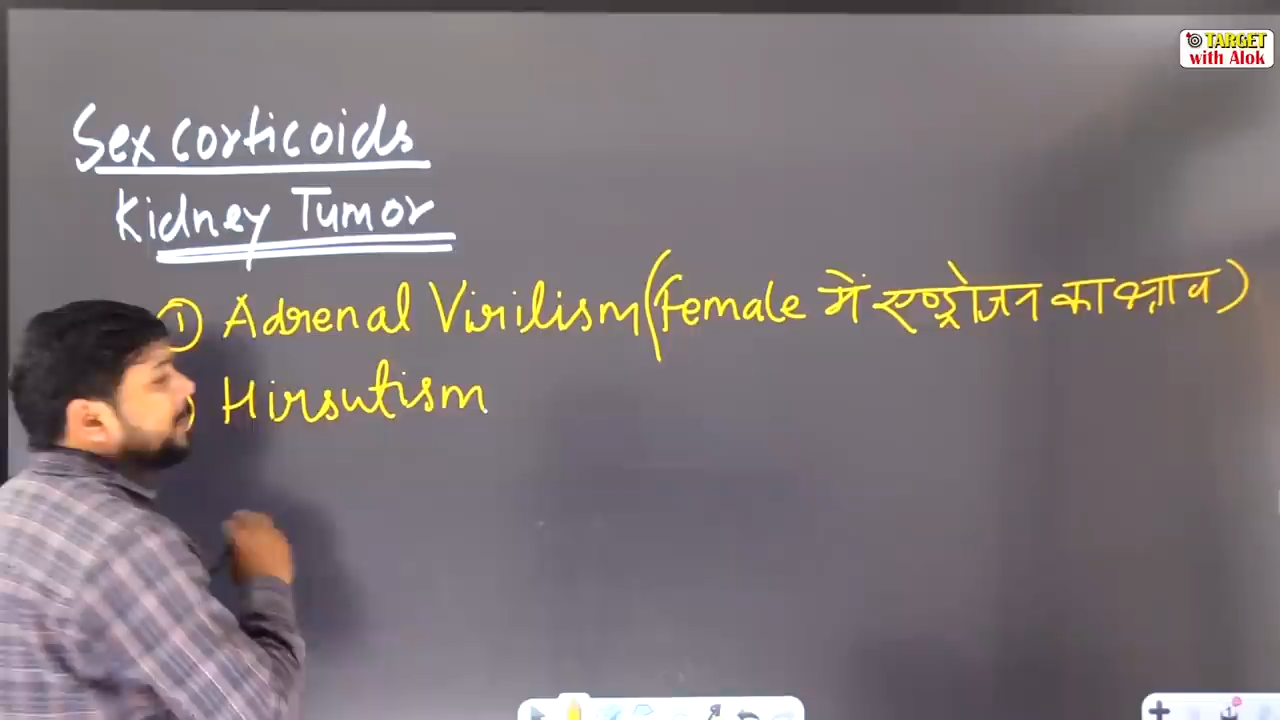 TARGET
with Alok
Sex corticoids
Kidney Tumor
① Adrenal Virilism (Female में एण्ड्रोजन का स्त्राव)
Hirsutism